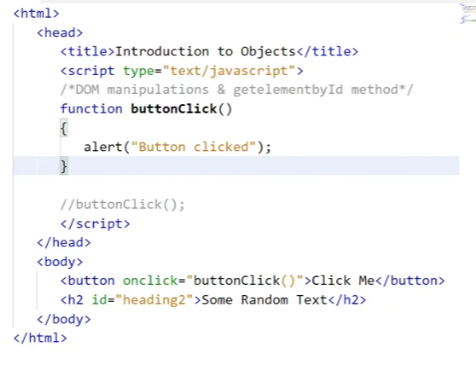 <html>
<head>
<title>Introduction to Objects</title>
<script type="text/javascript">
/*DOM manipulations & getelementbyId method*/
function buttonClick()
{
alert("Button clicked");
}
//buttonClick();
</script>
</head>
<body>
<button onclick="buttonClick()">Click Me</button>
<h2 id="heading2">Some Random Text</h2>
</body>
</html>